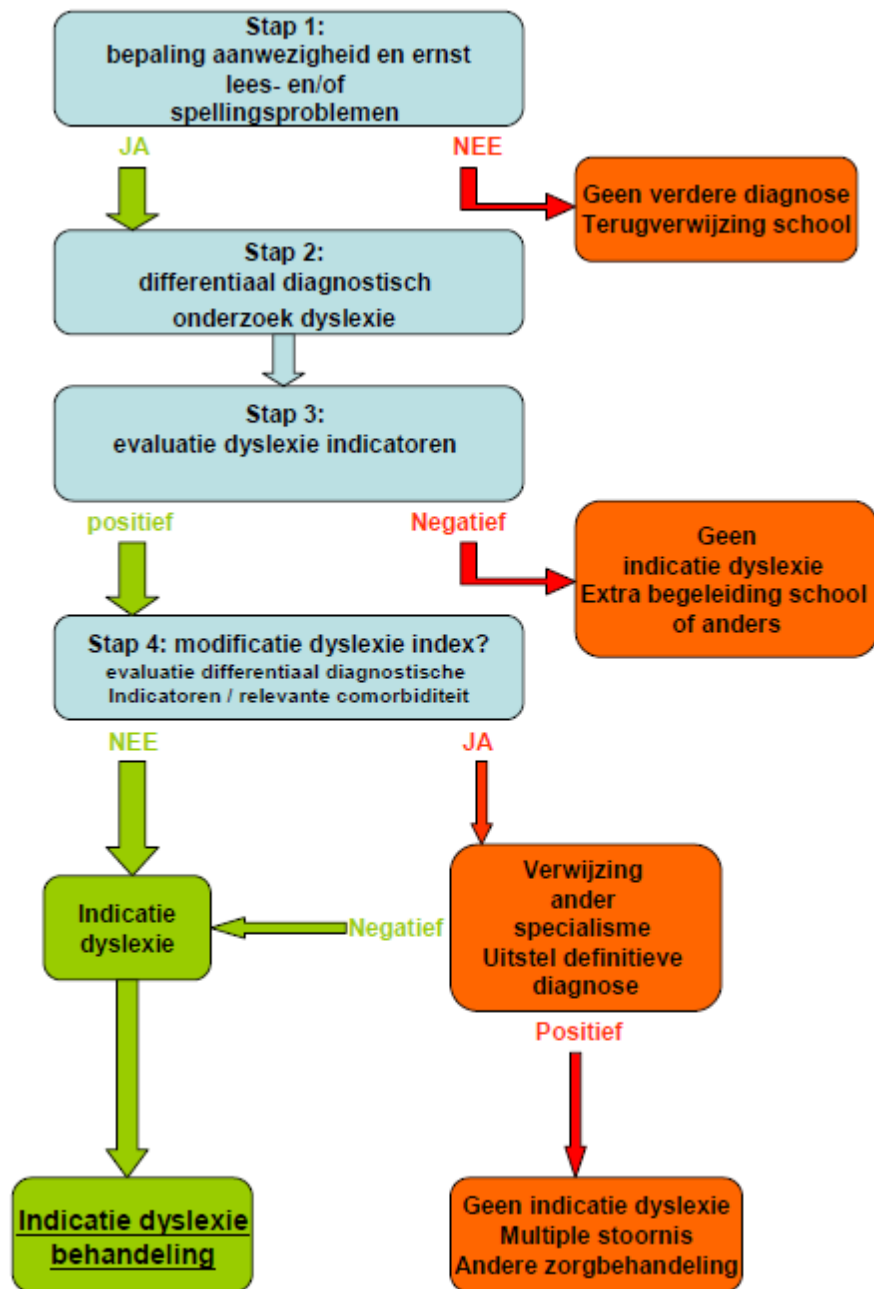 Stap 1:
bepaling aanwezigheid en ernst
lees- en/of
spellingsproblemen
JA
NEE
Geen verdere diagnose
Terugverwijzing school
Stap 2:
differentiaal diagnostisch
onderzoek dyslexie
Stap 3:
evaluatie dyslexie indicatoren
positief
Negatief
Geen
indicatie dyslexie
Extra begeleiding school
of anders
Stap 4: modificatie dyslexie index?
evaluatie differentiaal diagnostische
Indicatoren / relevante comorbiditeit
NEE
JA
Verwijzing
ander
specialisme
Uitstel definitieve
diagnose
Indicatie
dyslexie
Negatief
Positief
Indicatie dyslexie
behandeling
Geen indicatie dyslexie
Multiple stoornis
Andere zorgbehandeling